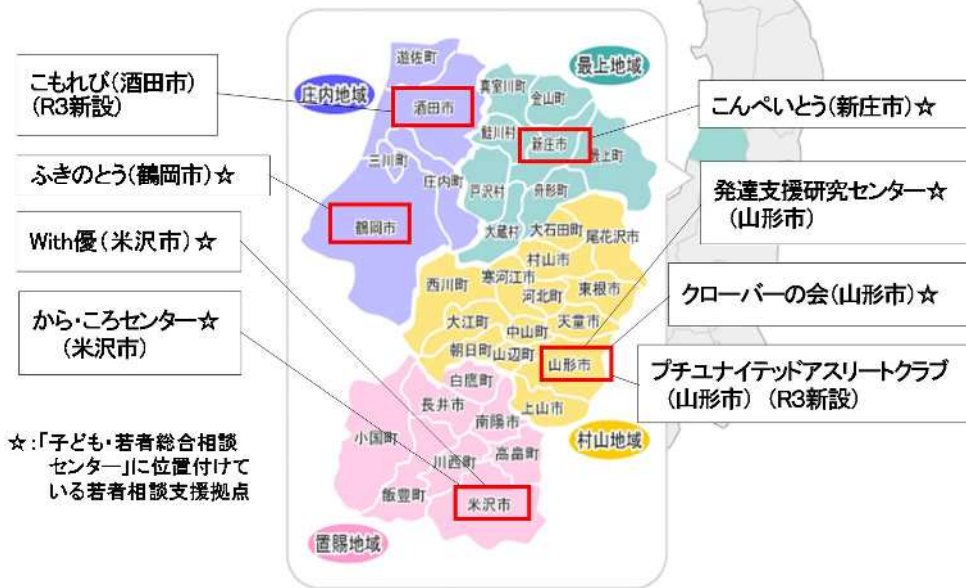 こもれび(酒田市)
(R3新設)
ふきのとう(鶴岡市)☆
With優(米沢市)☆
から・ころセンター☆
(米沢市)
☆:「子ども・若者総合相談
センター」に位置付けて
いる若者相談支援拠点
庄内地域
最上地域
遊佐町
酒田市
三川町
庄内町
鶴岡市
真室川町
金山町
鮭川村
新庄市
最上町
戸沢村
舟形町
大蔵村
大石田町
尾花沢市
村山市
西川町
寒河江市
河北町
東根市
大江町
中山町
天童市
朝日町
山辺町
山形市
上山市
村山地域
白鷹町
長井市
南陽市
小国町
川西町
高畠町
飯豊町
米沢市
置賜地域
こんぺいとう(新庄市)☆
発達支援研究センター☆
(山形市)
クローバーの会(山形市)☆
プチユナイテッドアスリートクラブ
(山形市) (R3新設)